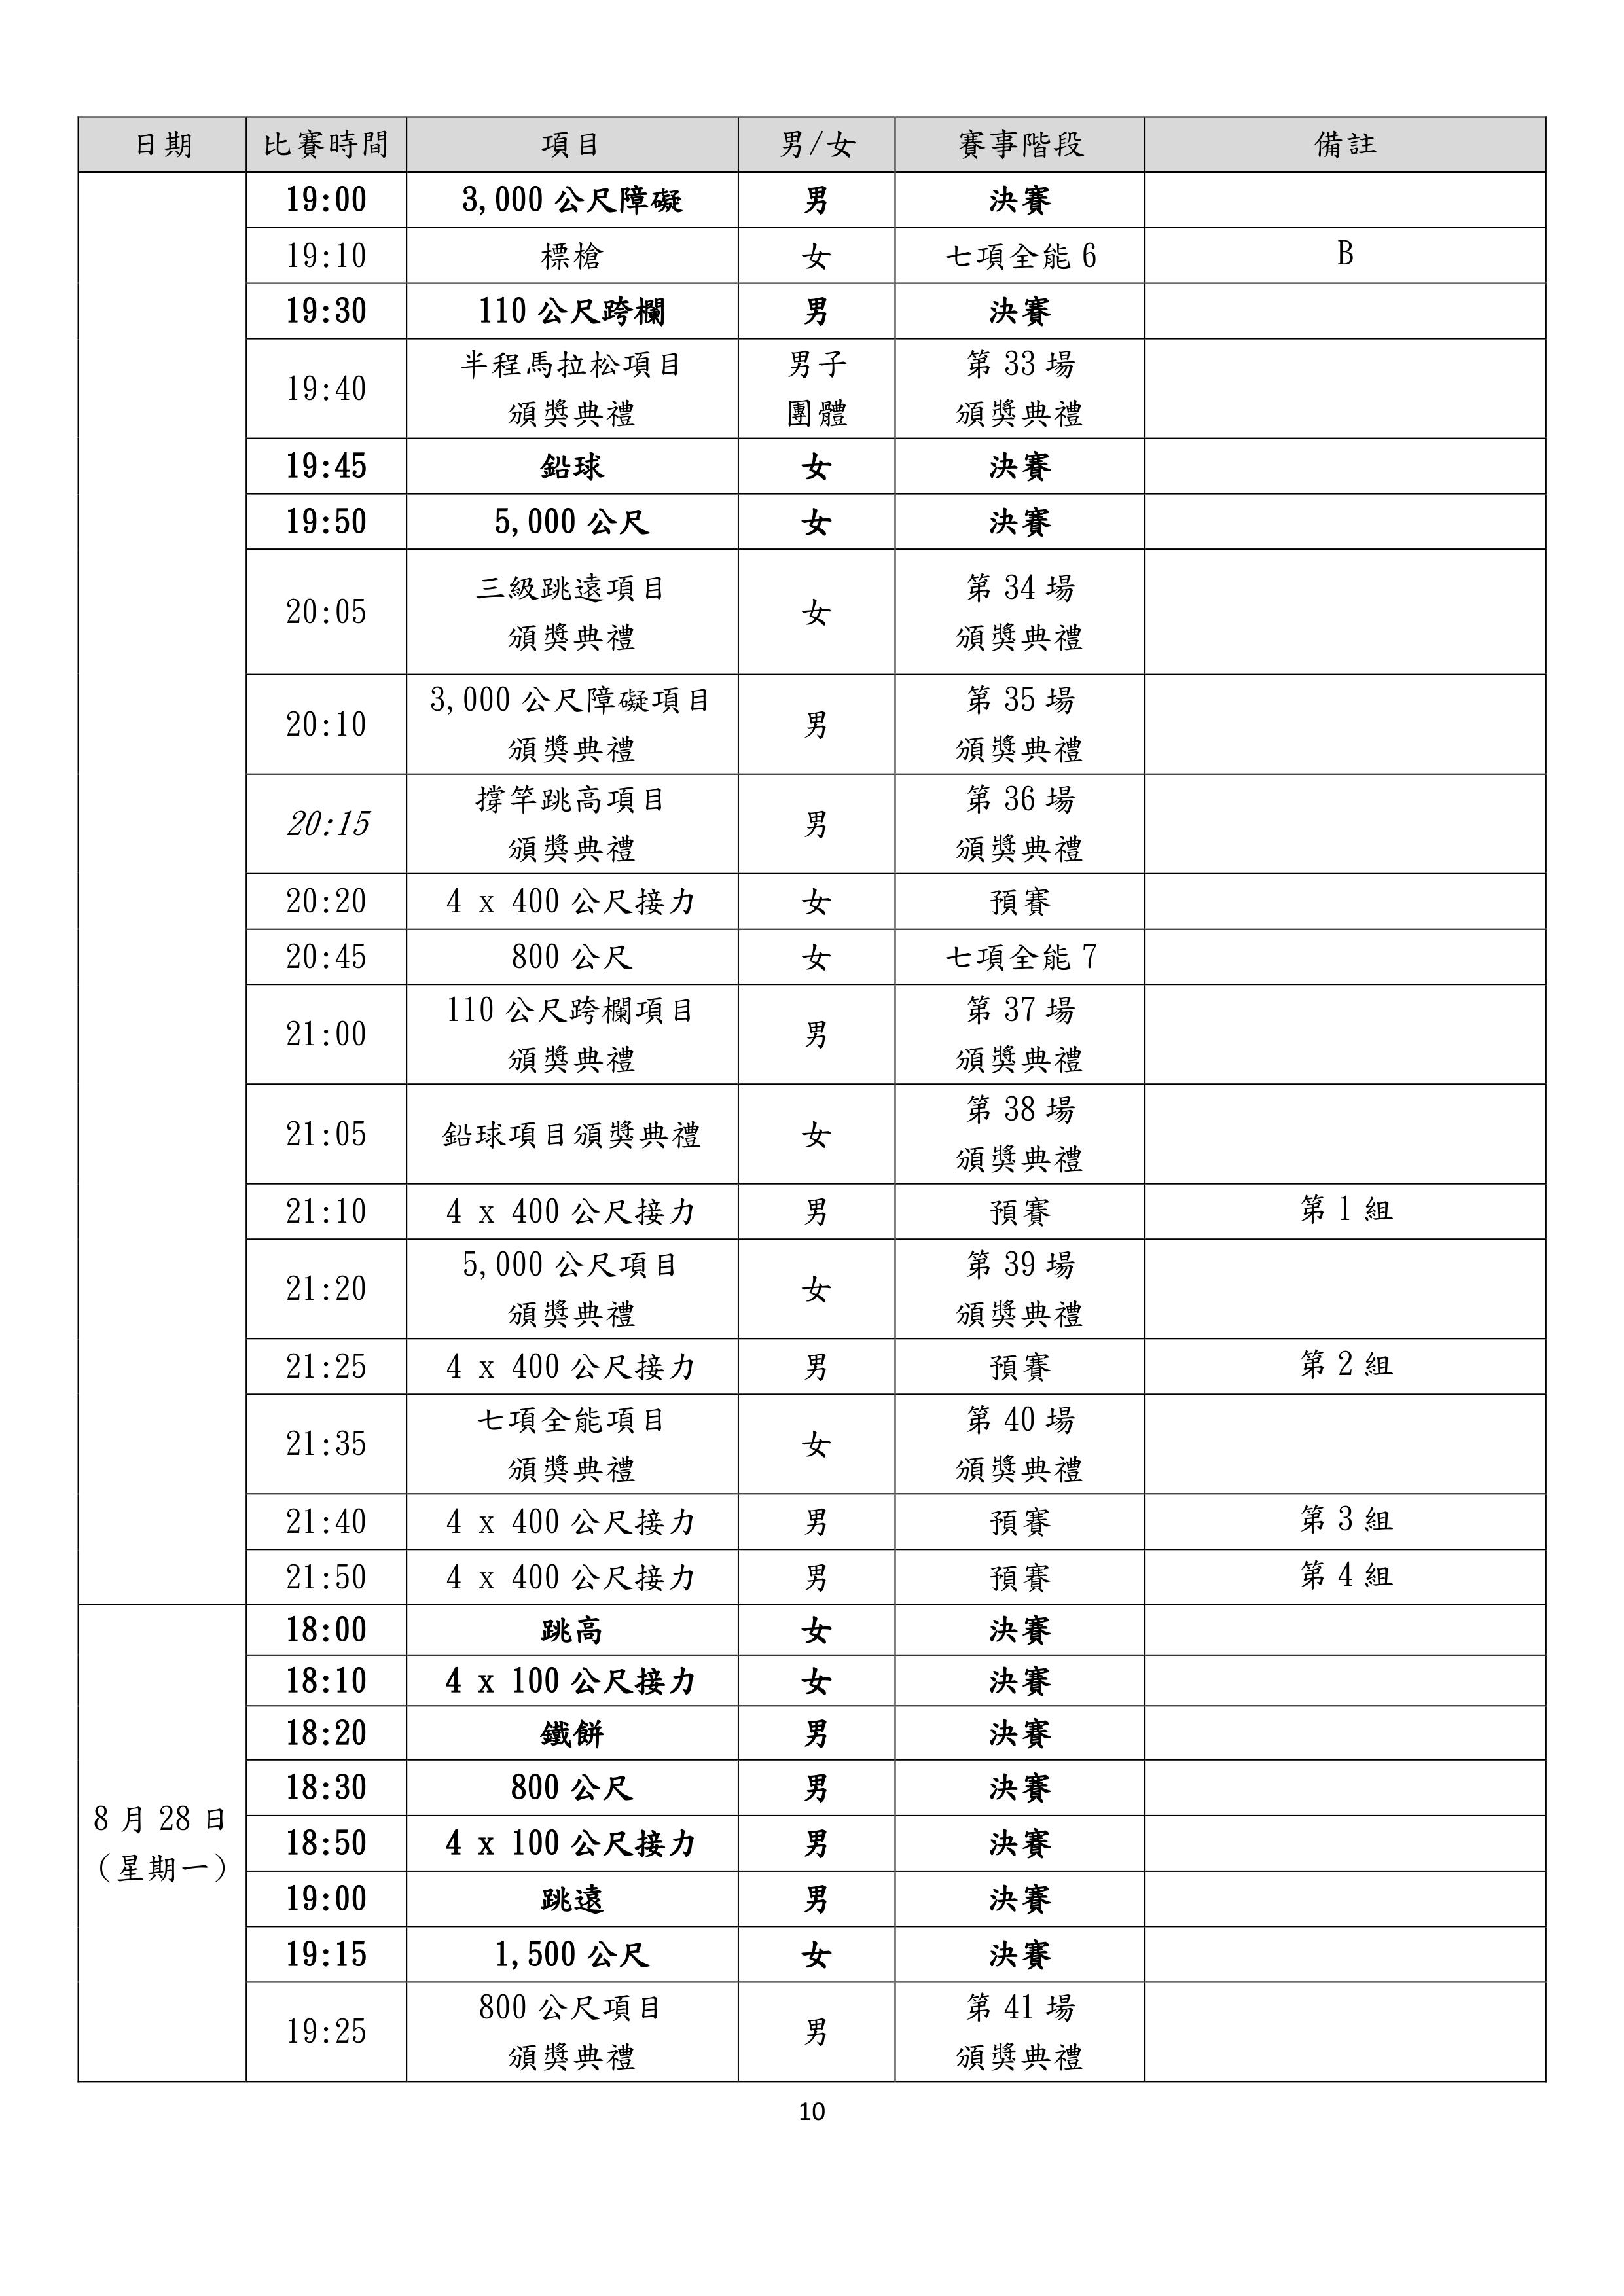 日期 比賽時間 項目 男/女 賽事階段 備註
19:00 3,000 公尺障礙 男 決賽
19:10 標槍 女 七項全能 6 B
19:30 110 公尺跨欄 男 決賽
19:40 半程馬拉松項目 男子 第 33 場
頒獎典禮 團體 頒獎典禮
19:45 鉛球 女 決賽
19:50 5,000 公尺 女 決賽
20:05 三級跳遠項目 女 第 34 場
頒獎典禮 頒獎典禮
20:10 3,000 公尺障礙項目 男 第 35 場
頒獎典禮 頒獎典禮
20:15 撐竿跳高項目 男 第 36 場
頒獎典禮 頒獎典禮
20:20 4 x 400 公尺接力 女 預賽
20:45 800 公尺 女 七項全能 7
21:00 110 公尺跨欄項目 男 第 37 場
頒獎典禮 頒獎典禮
21:05 鉛球項目頒獎典禮 女 第 38 場
頒獎典禮
21:10 4 x 400 公尺接力 男 預賽 第 1 組
21:20 5,000 公尺項目 女 第 39 場
頒獎典禮 頒獎典禮
21:25 4 x 400 公尺接力 男 預賽 第 2 組
21:35 七項全能項目 女 第 40 場
頒獎典禮 頒獎典禮
21:40 4 x 400 公尺接力 男 預賽 第 3 組
21:50 4 x 400 公尺接力 男 預賽 第 4 組
8 月 28 日
(星期一)
18:00 跳高 女 決賽
18:10 4 x 100 公尺接力 女 決賽
18:20 鐵餅 男 決賽
18:30 800 公尺 男 決賽
18:50 4 x 100 公尺接力 男 決賽
19:00 跳遠 男 決賽
19:15 1,500 公尺 女 決賽
19:25 800 公尺項目 男 第 41 場
頒獎典禮 頒獎典禮
10